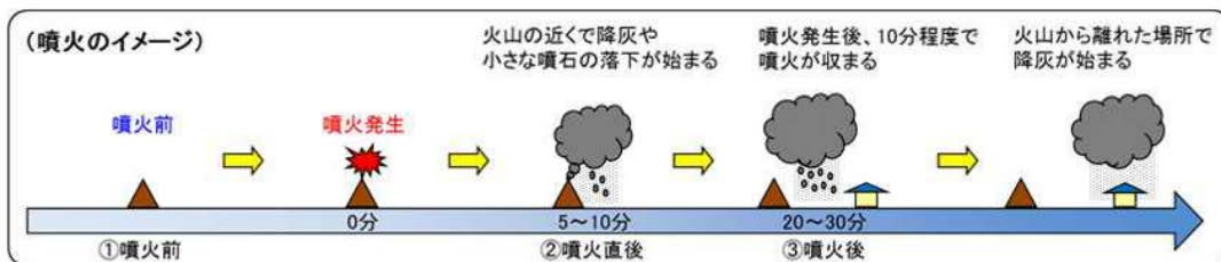 (噴火のイメージ)
火山の近くで降灰や
小さな噴石の落下が始まる
噴火発生後、10分程度で
噴火が収まる
火山から離れた場所で
降灰が始まる
噴火前
噴火発生
0分
5～10分
20～30分
①噴火前
②噴火直後
③噴火後